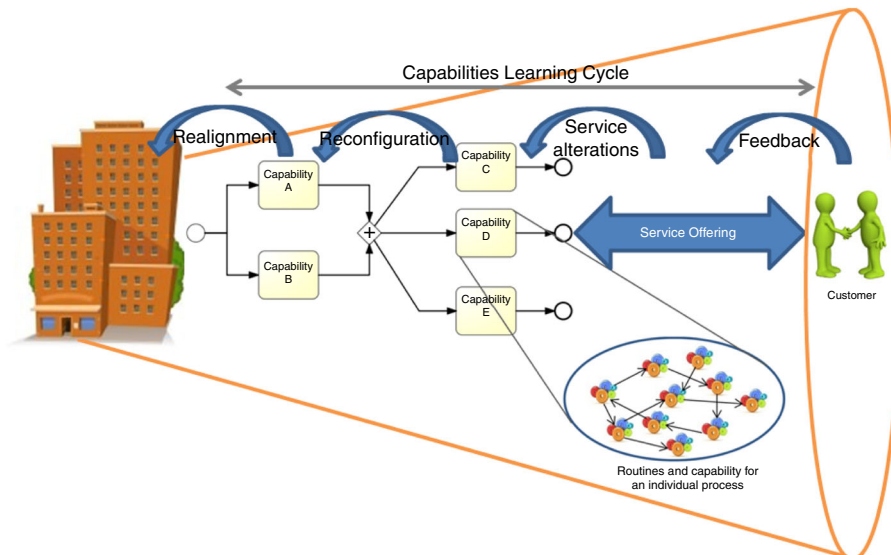 Capabilities Learning Cycle
Realignment
Reconfiguration
Service
alterations
Feedback
Capability
A
Capability
B
Capability
C
Capability
D
Capability
E
Service Offering
Customer
Routines and capability for
an individual process